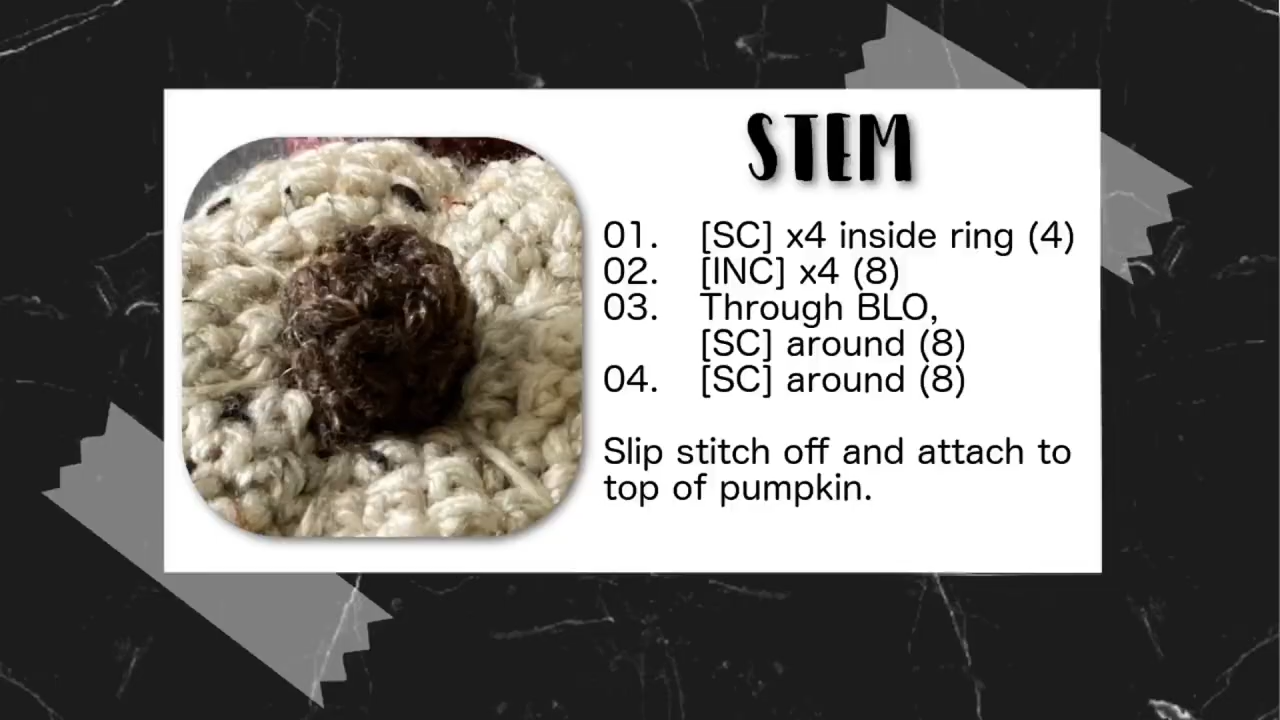 STEM
01. [SC] x4 inside ring (4)
02. [INC] x4 (8)
03. Through BLO,
[SC] around (8)
04. [SC] around (8)
Slip stitch off and attach to
top of pumpkin.